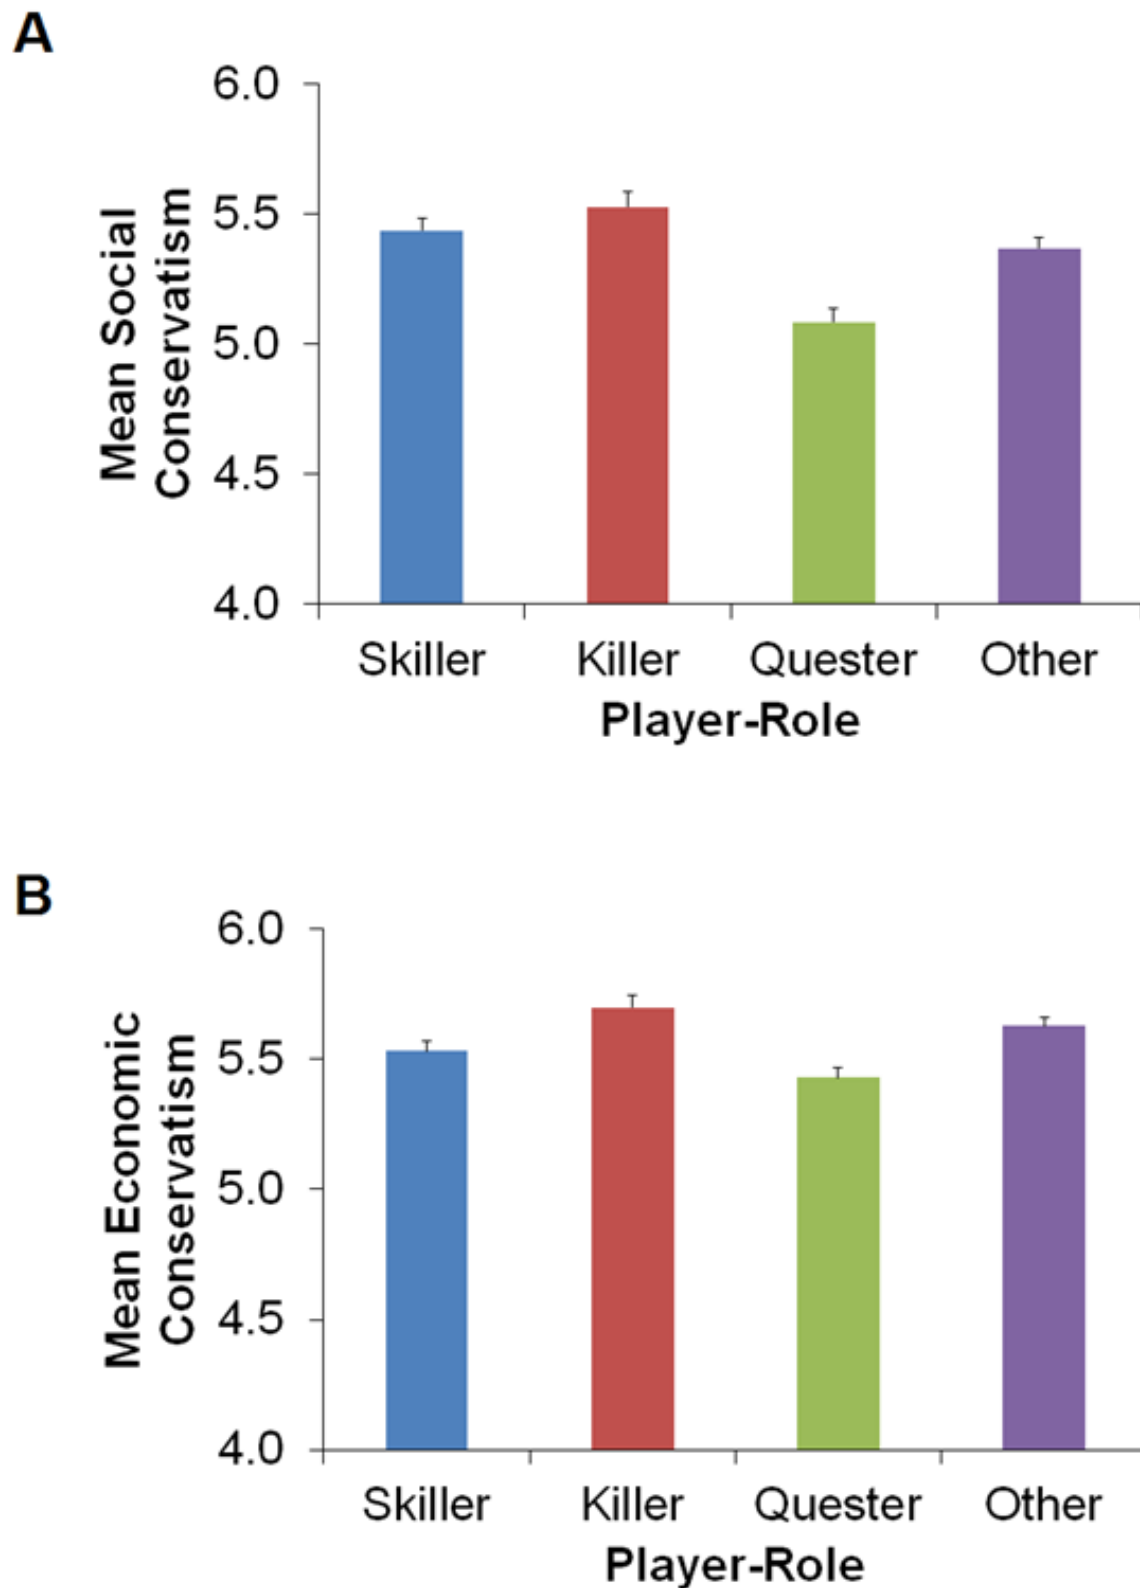 A
Mean Social
Conservatism
6.0
5.5
5.0
4.5
4.0
Skiller Killer Quester Other
Player-Role
B
Mean Economic
Conservatism
6.0
5.5
5.0
4.5
4.0
Skiller Killer Quester Other
Player-Role